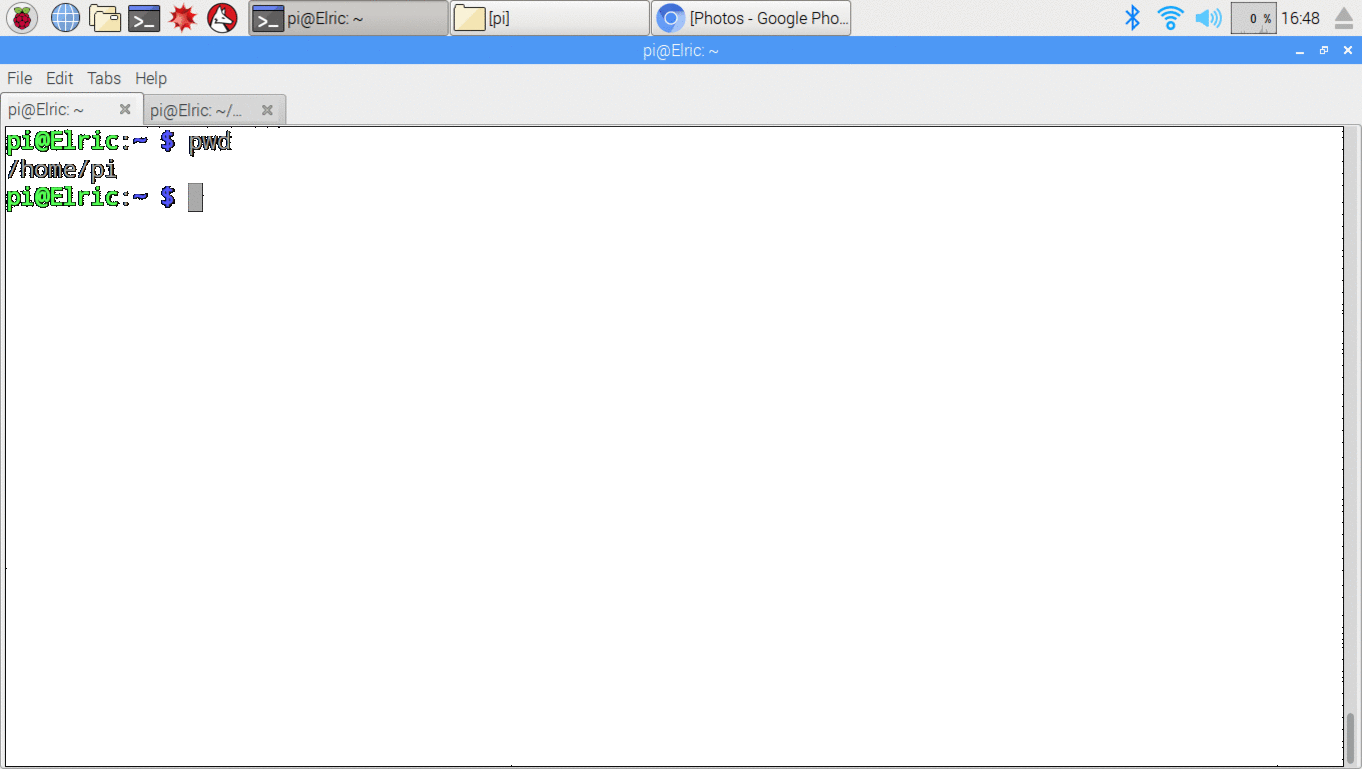 pi@Elric: ~ [pi] [Photos - Google Pho... 0 % 16:48
pi@Elric: ~
File Edit Tabs Help
pi@Elric: ~ pi@Elric: ~/...
pi@Elric:~ $ pwd
/home/pi
pi@Elric:~ $